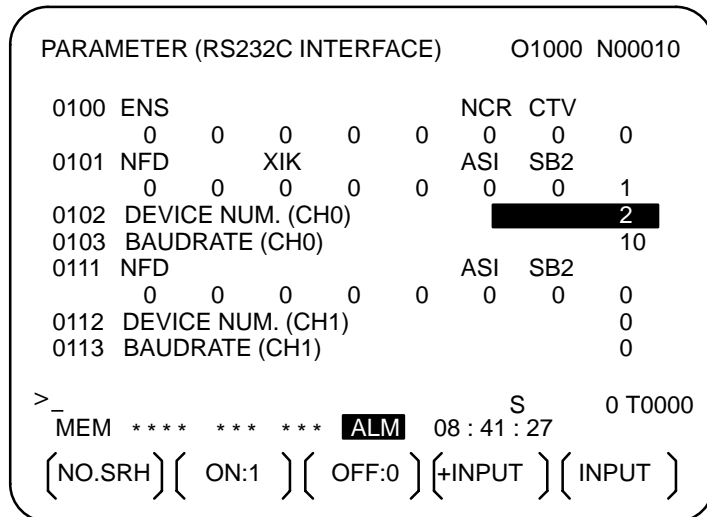 PARAMETER (RS232C INTERFACE) O1000 N00010
0100 ENS NCR CTV
0 0 0 0 0 0 0 0
0101 NFD XIK ASI SB2
0 0 0 0 0 0 0 1
0102 DEVICE NUM. (CH0) 2
0103 BAUDRATE (CH0) 10
0111 NFD ASI SB2
0 0 0 0 0 0 0 0
0112 DEVICE NUM. (CH1) 0
0113 BAUDRATE (CH1) 0
>_ S 0 T0000
MEM **** *** *** ALM 08 : 41 : 27
[NO.SRH] [ ON:1 ] [ OFF:0 ] [+INPUT ] [ INPUT ]